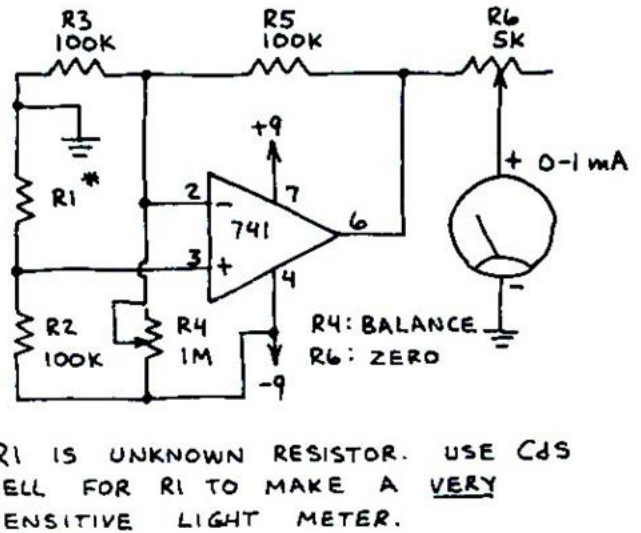 R3
100K
R5
100K
R6
5K
+9
+ 0-1 mA
R1 *
2 -
7
741
6
3 +
4
-
R2
100K
R4
1M
R4: BALANCE
R6: ZERO
-9
R1 IS UNKNOWN RESISTOR. USE CdS
ELL FOR R1 TO MAKE A VERY
ENSITIVE LIGHT METER.